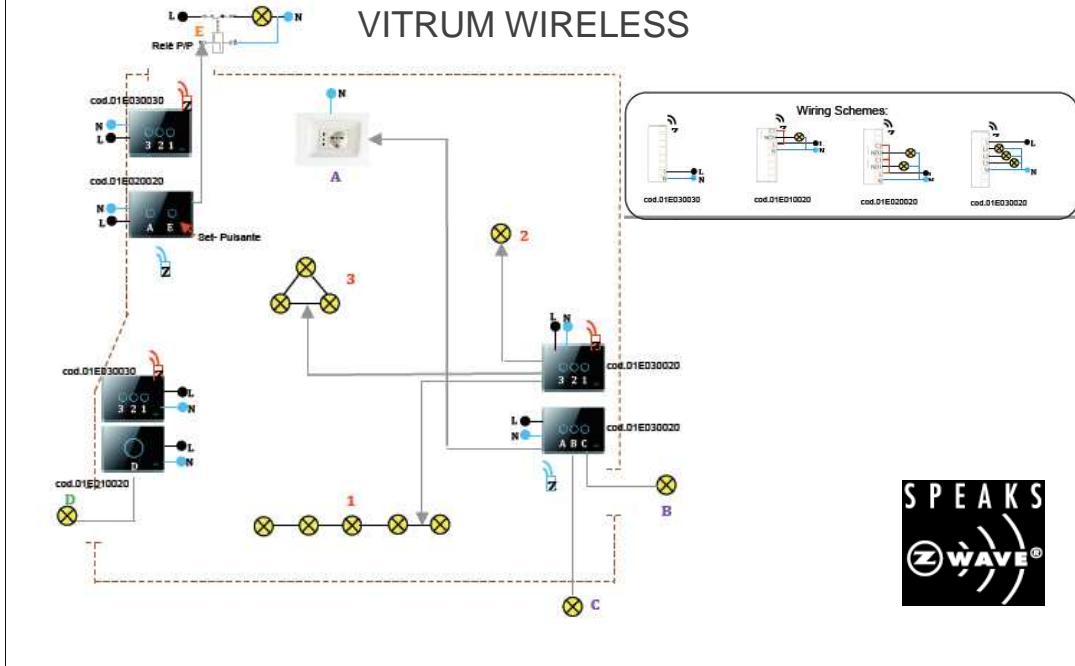 VITRUM WIRELESS
L
N
E
Relè P/P
cod.01E030030
Z
N
L
3 2 1
cod.01E020020
N
L
A E
Set- Pulsante
Z
N
A
2
3
L N
Z
3 2 1
cod.01E030020
L
N
A B C
cod.01E030020
Z
B
C
cod.01E030030
Z
3 2 1
L
N
D
L
N
cod.01E010020
D
1
Wiring Schemes:
L
N
cod.01E030030
L
N
cod.01E010020
L
N
cod.01E020020
L
N
cod.01E030020
SPEAKS
Z WAVE®